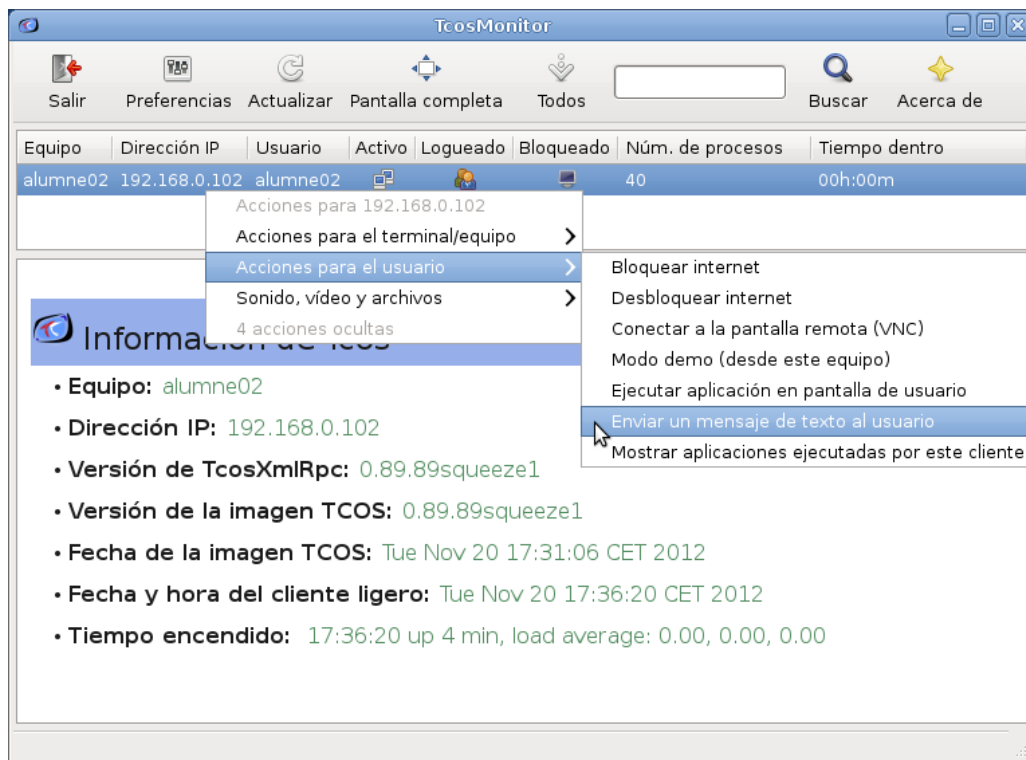 TcosMonitor
Salir Preferencias Actualizar Pantalla completa Todos Buscar Acerca de
Equipo Dirección IP Usuario Activo Logueado Bloqueado Núm. de procesos Tiempo dentro
alumne02 192.168.0.102 alumne02 40 00h:00m
Acciones para 192.168.0.102
Acciones para el terminal/equipo
Acciones para el usuario
Sonido, vídeo y archivos
4 acciones ocultas
Bloquear internet
Desbloquear internet
Conectar a la pantalla remota (VNC)
Modo demo (desde este equipo)
Ejecutar aplicación en pantalla de usuario
Enviar un mensaje de texto al usuario
Mostrar aplicaciones ejecutadas por este cliente
Información de Tcos
• Equipo: alumne02
• Dirección IP: 192.168.0.102
• Versión de TcosXmlRpc: 0.89.89squeeze1
• Versión de la imagen TCOS: 0.89.89squeeze1
• Fecha de la imagen TCOS: Tue Nov 20 17:31:06 CET 2012
• Fecha y hora del cliente ligero: Tue Nov 20 17:36:20 CET 2012
• Tiempo encendido: 17:36:20 up 4 min, load average: 0.00, 0.00, 0.00